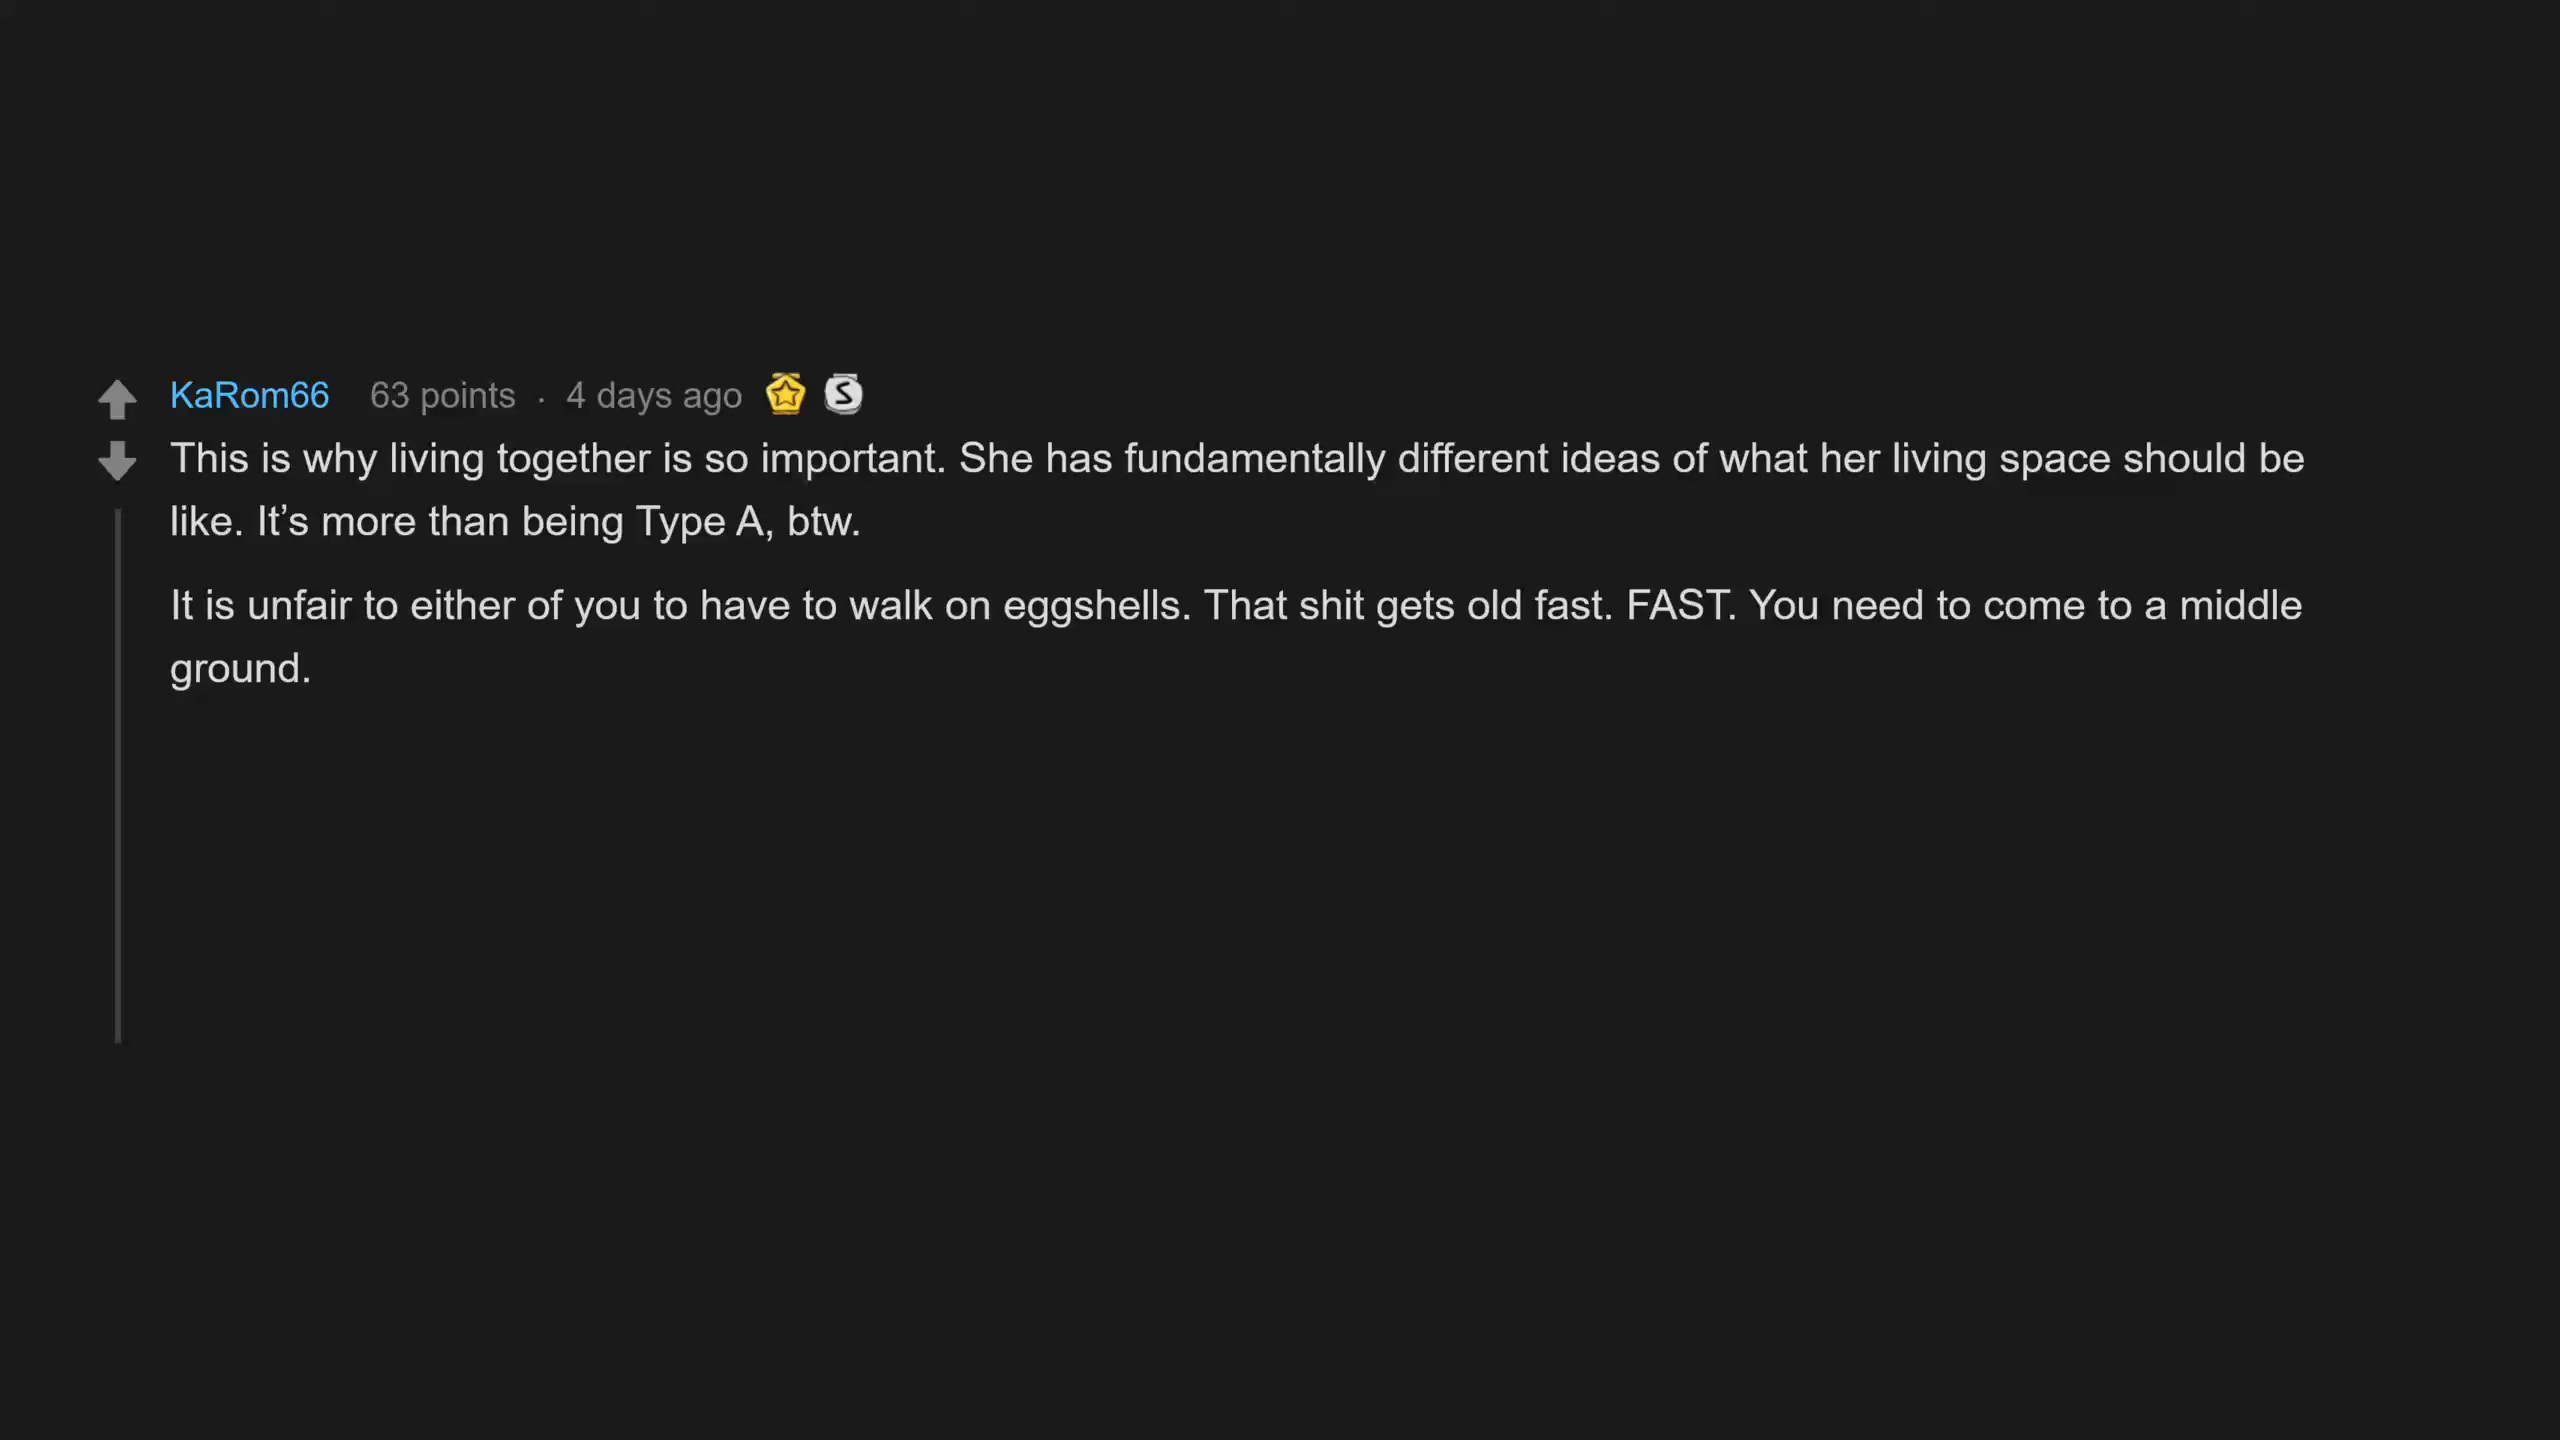 KaRom66 63 points · 4 days ago
This is why living together is so important. She has fundamentally different ideas of what her living space should be
like. It’s more than being Type A, btw.
It is unfair to either of you to have to walk on eggshells. That shit gets old fast. FAST. You need to come to a middle
ground.